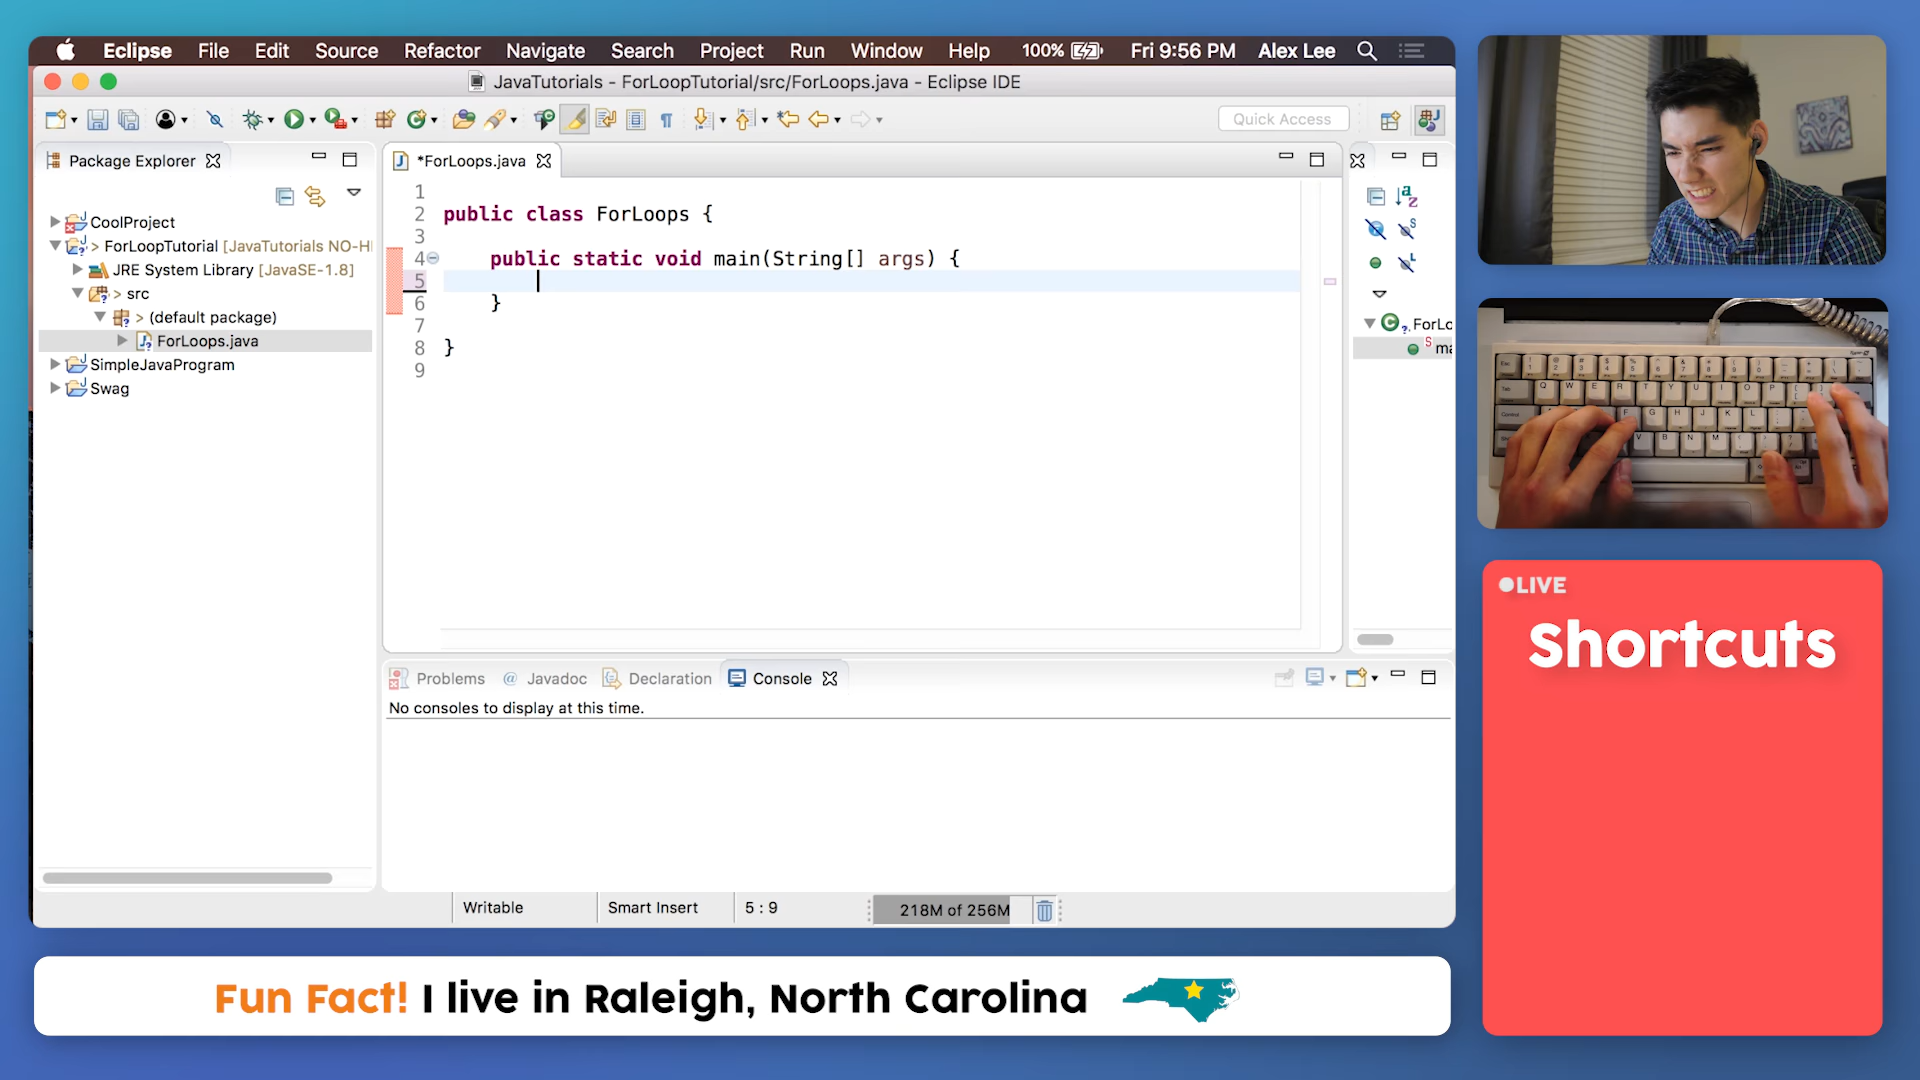 Eclipse File Edit Source Refactor Navigate Search Project Run Window Help 100% Fri 9:56 PM Alex Lee
JavaTutorials - ForLoopTutorial/src/ForLoops.java - Eclipse IDE
Quick Access
Package Explorer
CoolProject
> ForLoopTutorial [JavaTutorials NO-H
JRE System Library [JavaSE-1.8]
> src
> (default package)
ForLoops.java
SimpleJavaProgram
Swag
*ForLoops.java
1
2 public class ForLoops {
3
4 public static void main(String[] args) {
5
6 }
7
8 }
9
ForLo
ma
Problems @ Javadoc Declaration Console
No consoles to display at this time.
Writable Smart Insert 5 : 9 218M of 256M
LIVE
Shortcuts
Fun Fact! I live in Raleigh, North Carolina